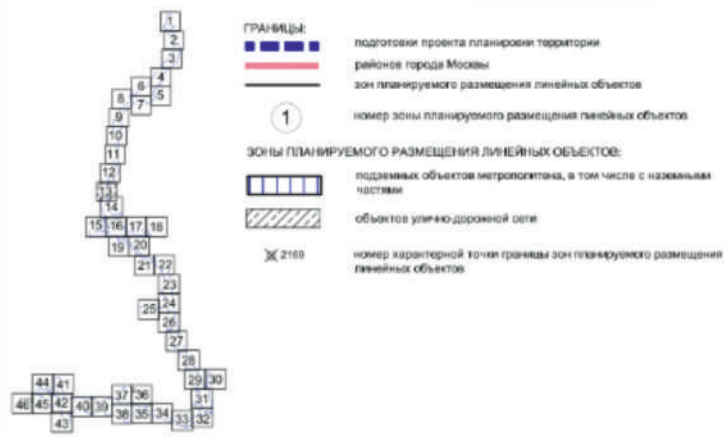 1
2
3
4
6
5
8
7
9
10
11
12
13
14
15 16 17 18
19 20
21 22
23
24
25
26
27
28
29 30
31
44 41
37 36
46 45 42 40 39
38 35 34 33 32
43
ГРАНИЦЫ:
подготовки проекта планировки территории
районов города Москвы
зон планируемого размещения линейных объектов
1 номер зоны планируемого размещения линейных объектов
ЗОНЫ ПЛАНИРУЕМОГО РАЗМЕЩЕНИЯ ЛИНЕЙНЫХ ОБЪЕКТОВ:
подземных объектов метрополитена, в том числе с наземными
частями
объектов улично-дорожной сети
2169 номер характерной точки границы зон планируемого размещения
линейных объектов